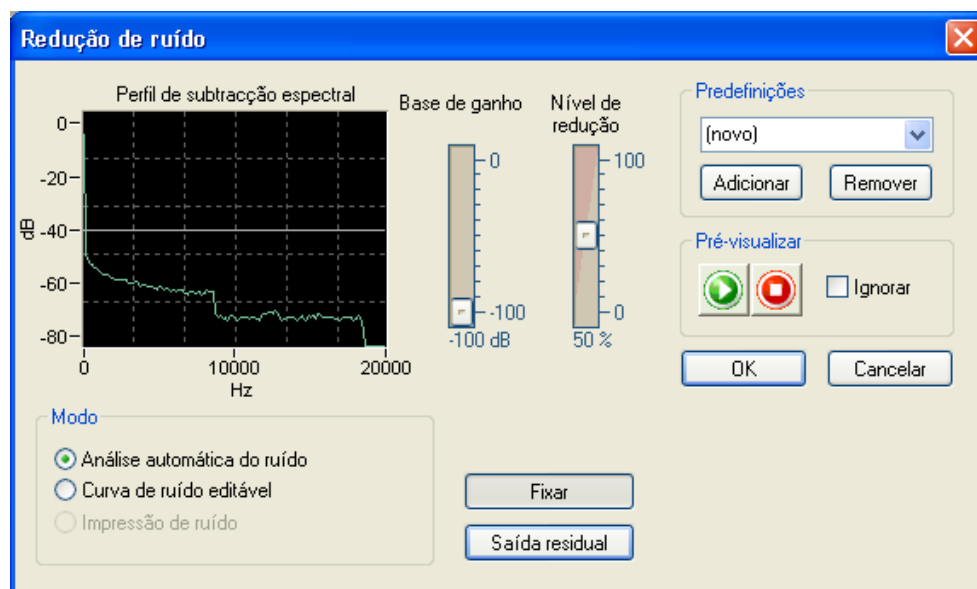 Redução de ruído
Perfil de subtracção espectral
0
-20
-40
-60
-80
dB
0
10000
20000
Hz
Base de ganho
0
-100
-100 dB
Nível de
redução
100
0
50 %
Predefinições
(novo)
Adicionar
Remover
Pré-visualizar
Ignorar
OK
Cancelar
Modo
Análise automática do ruído
Curva de ruído editável
Impressão de ruído
Fixar
Saída residual